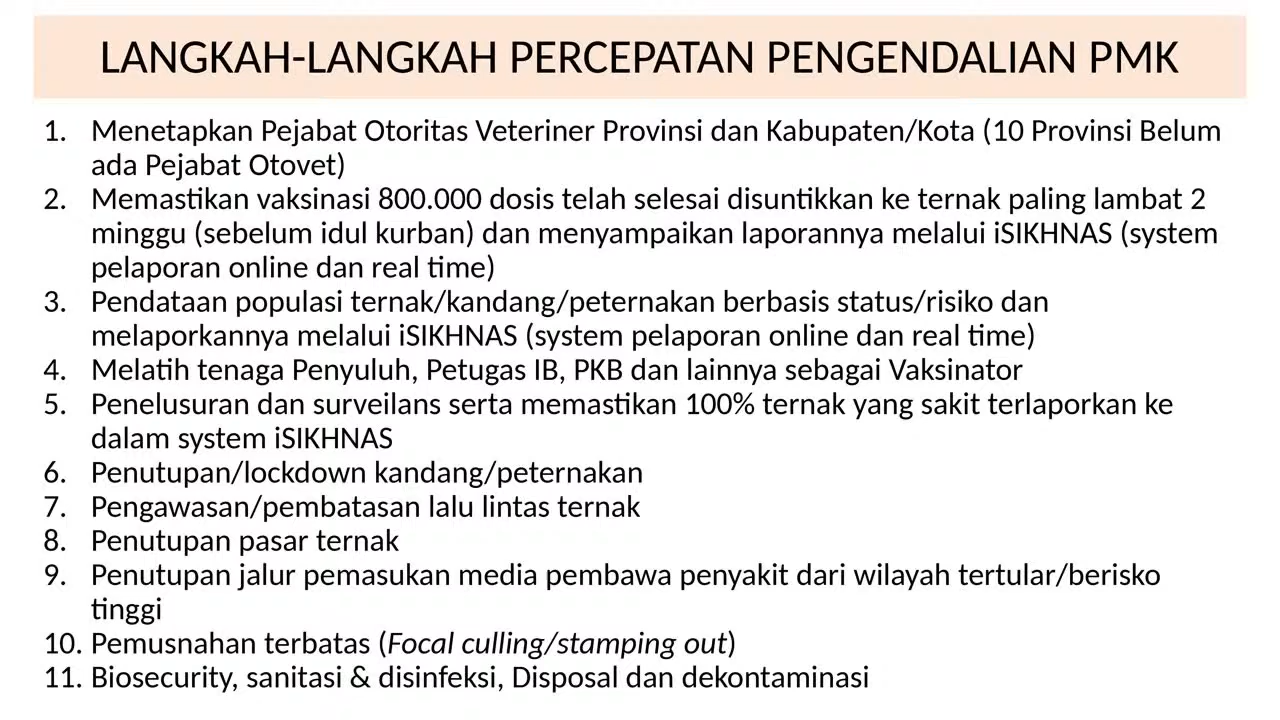 LANGKAH-LANGKAH PERCEPATAN PENGENDALIAN PMK
1. Menetapkan Pejabat Otoritas Veteriner Provinsi dan Kabupaten/Kota (10 Provinsi Belum
ada Pejabat Otovet)
2. Memastikan vaksinasi 800.000 dosis telah selesai disuntikkan ke ternak paling lambat 2
minggu (sebelum idul kurban) dan menyampaikan laporannya melalui iSIKHNAS (system
pelaporan online dan real time)
3. Pendataan populasi ternak/kandang/peternakan berbasis status/risiko dan
melaporkannya melalui iSIKHNAS (system pelaporan online dan real time)
4. Melatih tenaga Penyuluh, Petugas IB, PKB dan lainnya sebagai Vaksinator
5. Penelusuran dan surveilans serta memastikan 100% ternak yang sakit terlaporkan ke
dalam system iSIKHNAS
6. Penutupan/lockdown kandang/peternakan
7. Pengawasan/pembatasan lalu lintas ternak
8. Penutupan pasar ternak
9. Penutupan jalur pemasukan media pembawa penyakit dari wilayah tertular/berisko
tinggi
10. Pemusnahan terbatas (Focal culling/stamping out)
11. Biosecurity, sanitasi & disinfeksi, Disposal dan dekontaminasi